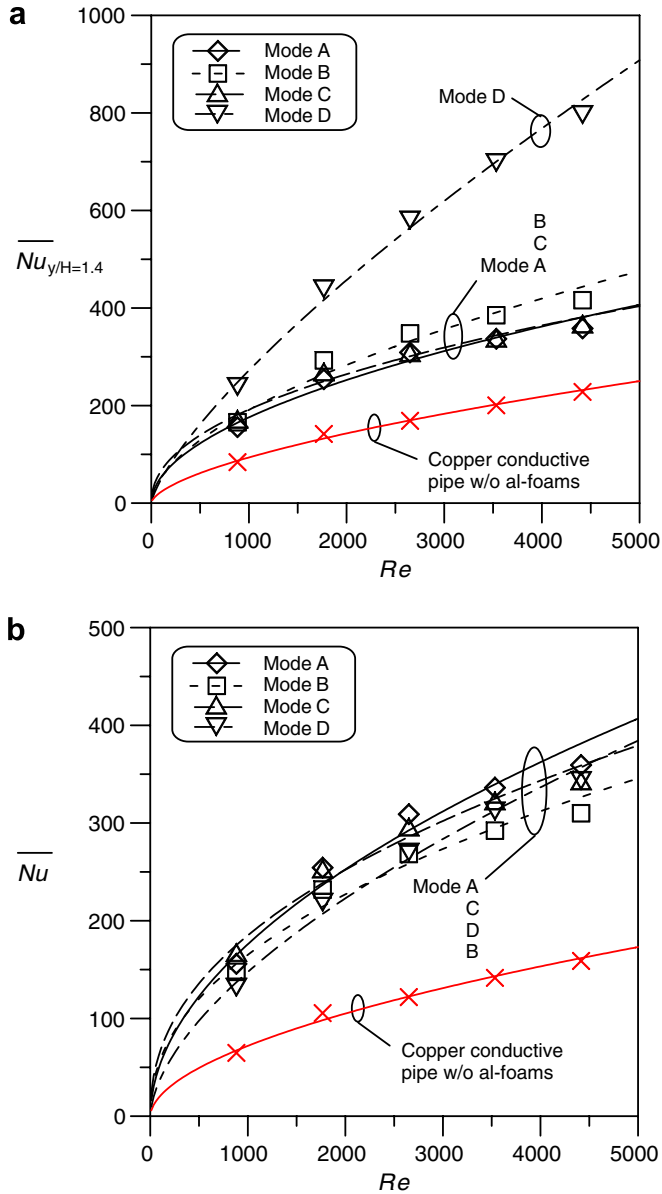 a
1000
800
600
400
200
0
Nu y/H=1.4
Mode A
Mode B
Mode C
Mode D
Mode D
B
C
Mode A
Copper conductive
pipe w/o al-foams
0 1000 2000 3000 4000 5000
Re
b
500
400
300
200
100
0
Nu
Mode A
Mode B
Mode C
Mode D
Mode A
C
D
B
Copper conductive
pipe w/o al-foams
0 1000 2000 3000 4000 5000
Re